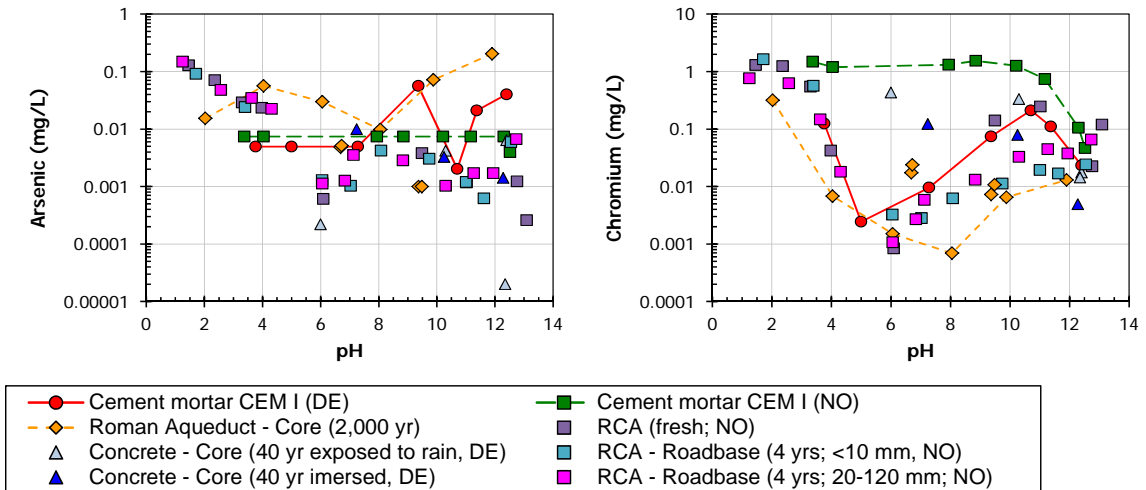 1
0.1
0.01
0.001
0.0001
0.00001
Arsenic (mg/L)
0 2 4 6 8 10 12 14
pH
10
1
0.1
0.01
0.001
0.0001
Chromium (mg/L)
0 2 4 6 8 10 12 14
pH
Cement mortar CEM I (DE)
Roman Aqueduct - Core (2,000 yr)
Concrete - Core (40 yr exposed to rain, DE)
Concrete - Core (40 yr imersed, DE)
Cement mortar CEM I (NO)
RCA (fresh; NO)
RCA - Roadbase (4 yrs; <10 mm, NO)
RCA - Roadbase (4 yrs; 20-120 mm; NO)